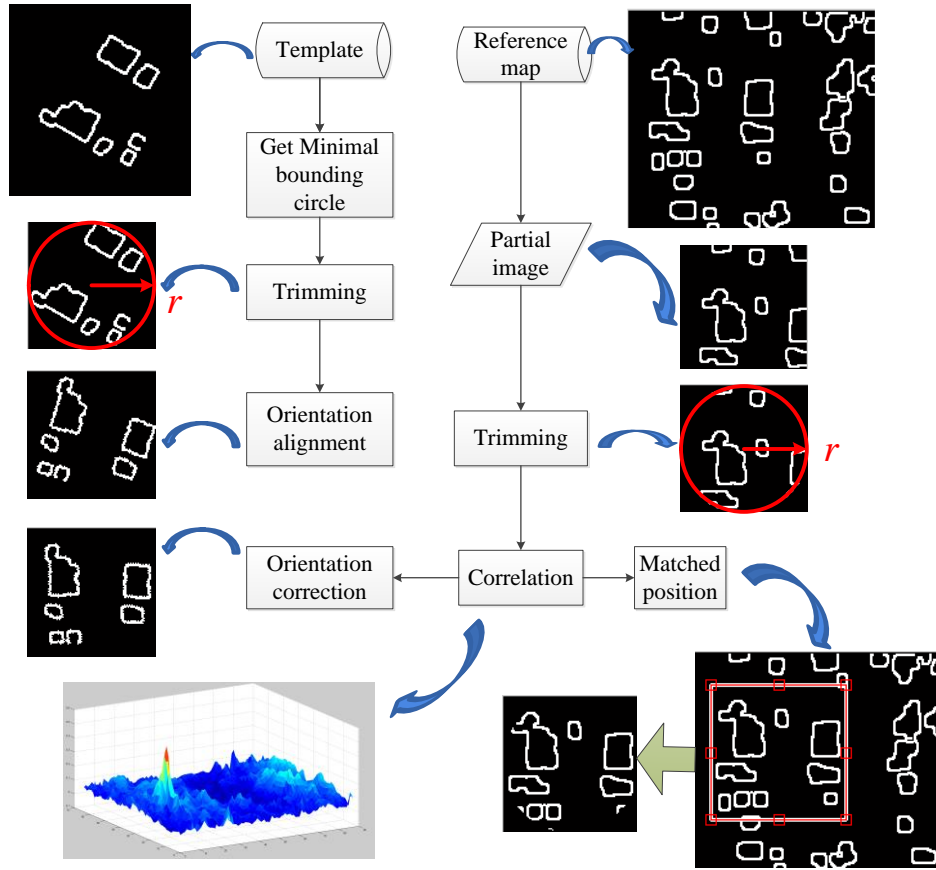 Template
Reference
map
Get Minimal
bounding
circle
Partial
image
Trimming
r
Orientation
alignment
Trimming
r
Orientation
correction
Correlation
Matched
position